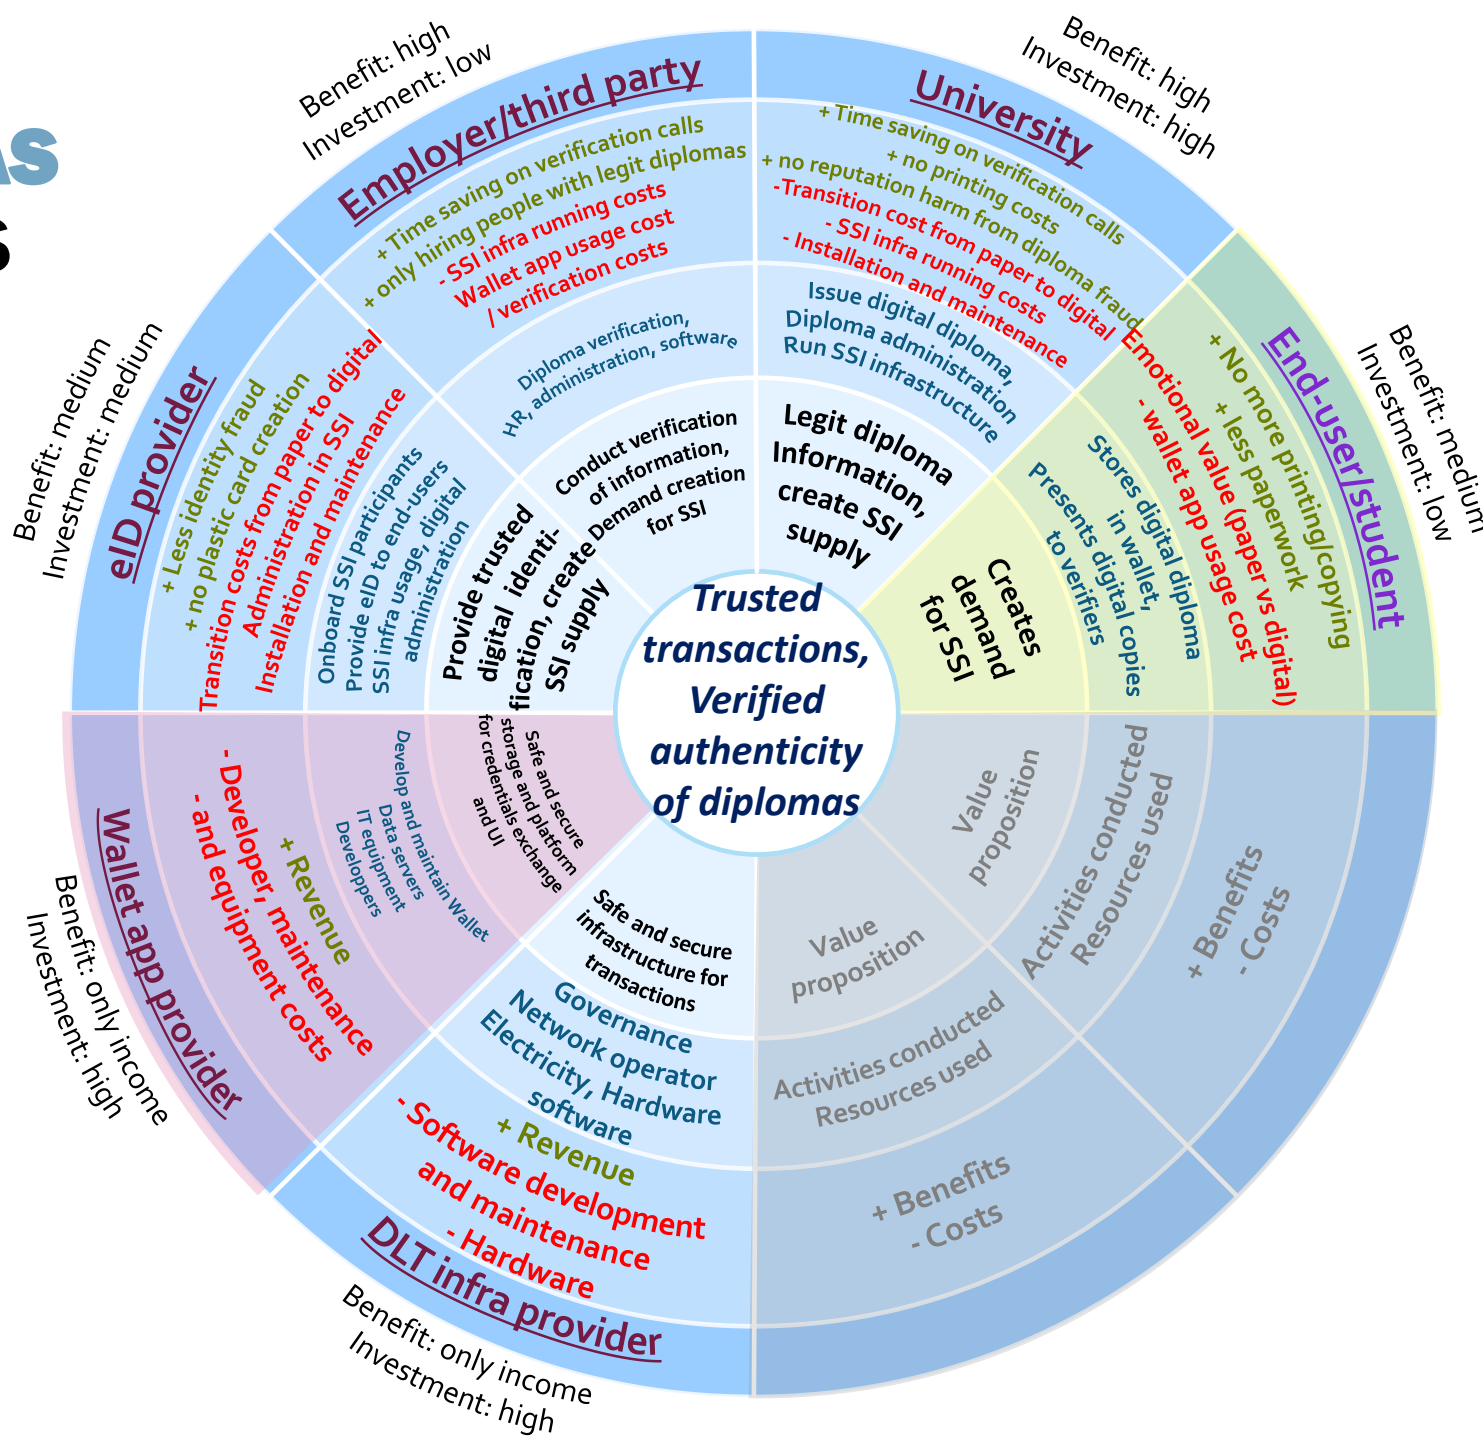 AS
S
Trusted
transactions,
Verified
authenticity
of diplomas
Benefit: high
Investment: high
University
+ Time saving on verification calls
+ no printing costs
+ no reputation harm from diploma fraud
-Transition cost from paper to digital
- SSI infra running costs
- Installation and maintenance
Issue digital diploma,
Diploma administration
Run SSI infrastructure
Legit diploma
Information,
create SSI
supply
Benefit: medium
Investment: low
End-user/student
+ No more printing/copying
+ less paperwork
Emotional value (paper vs digital)
- wallet app usage cost
Stores digital diploma
in wallet,
Presents digital copies
to verifiers
Creates
demand
for SSI
Value
proposition
Activities conducted
Resources used
+ Benefits
- Costs
Value
proposition
Activities conducted
Resources used
+ Benefits
- Costs
Safe and secure
infrastructure for
transactions
Governance
Network operator
Electricity, Hardware
software
+ Revenue
- Software development
and maintenance
- Hardware
DLT infra provider
Benefit: only income
Investment: high
Safe and secure
storage and platform
for credentials exchange
and UI
Develop and maintain Wallet
Data servers
IT equipment
Developpers
+ Revenue
- Developer, maintenance
- and equipment costs
Wallet app provider
Benefit: only income
Investment: high
Benefit: medium
Investment: medium
eID provider
+ Less identity fraud
+ no plastic card creation
Transition costs from paper to digital
Administration in SSI
Installation and maintenance
Onboard SSI participants
Provide eID to end-users
SSI infra usage, digital
administration
Provide trusted
digital identi-
fication, create
SSI supply
Benefit: high
Investment: low
Employer/third party
+ Time saving on verification calls
+ only hiring people with legit diplomas
- SSI infra running costs
Wallet app usage cost
/ verification costs
Diploma verification,
HR, administration, software
Conduct verification
of information,
Demand creation
for SSI